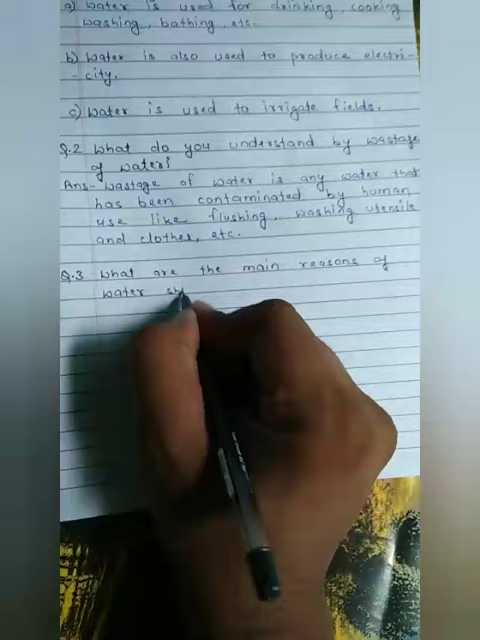 a) Water is used for drinking, cooking
washing, bathing, etc.
b) Water is also used to produce electri-
- city.
c) Water is used to irrigate fields.
Q.2 What do you understand by wastage
of water?
Ans- Wastage of water is any water that
has been contaminated by human
use like flushing, washing utensils
and clothes, etc.
Q.3 What are the main reasons of
water sh